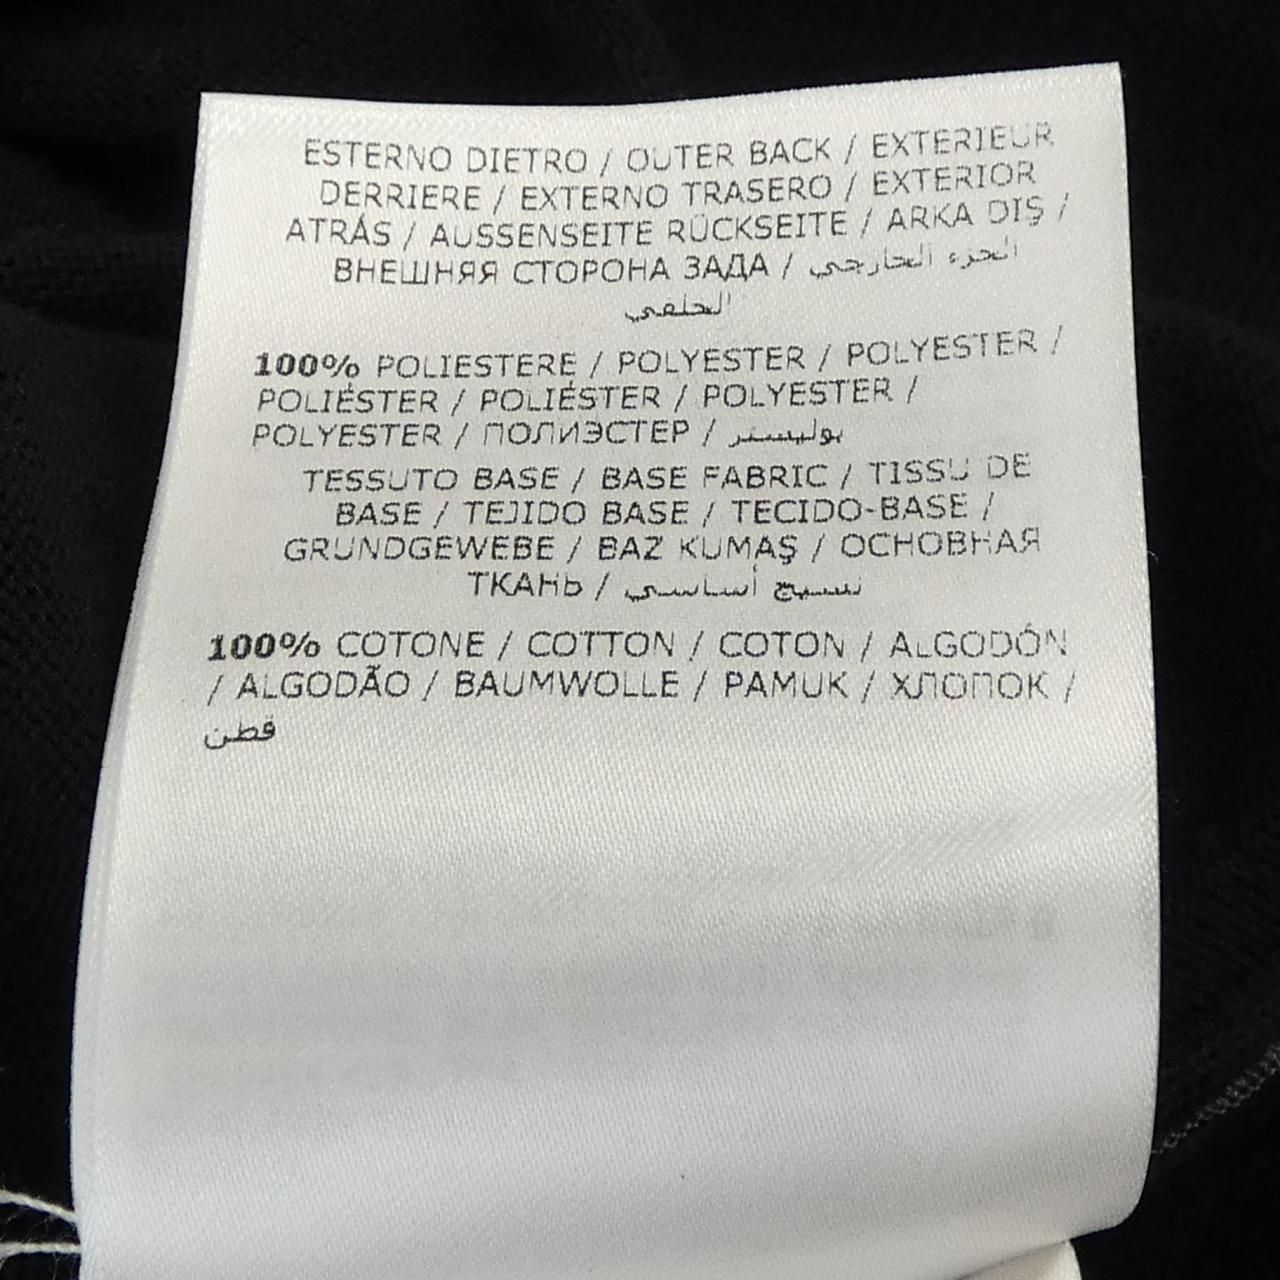 ESTERNO DIETRO / OUTER BACK / EXTERIEUR
DERRIERE / EXTERNO TRASERO / EXTERIOR
ATRÁS / AUSSENSEITE RÜCKSEITE / ARKA DIŞ /
ВНЕШНЯЯ СТОРОНА ЗАДА / الجزء الخارجي
الخلفي
100% POLIESTERE / POLYESTER / POLYESTER /
POLIÉSTER / POLIÉSTER / POLYESTER /
POLYESTER / ПОЛИЭСТЕР / بوليستر
TESSUTO BASE / BASE FABRIC / TISSU DE
BASE / TEJIDO BASE / TECIDO-BASE /
GRUNDGEWEBE / BAZ KUMAŞ / ОСНОВНАЯ
ТКАНЬ / نسيج أساسي
100% COTONE / COTTON / COTON / ALGODÓN
/ ALGODÃO / BAUMWOLLE / PAMUK / ХЛОПОК /
قطن